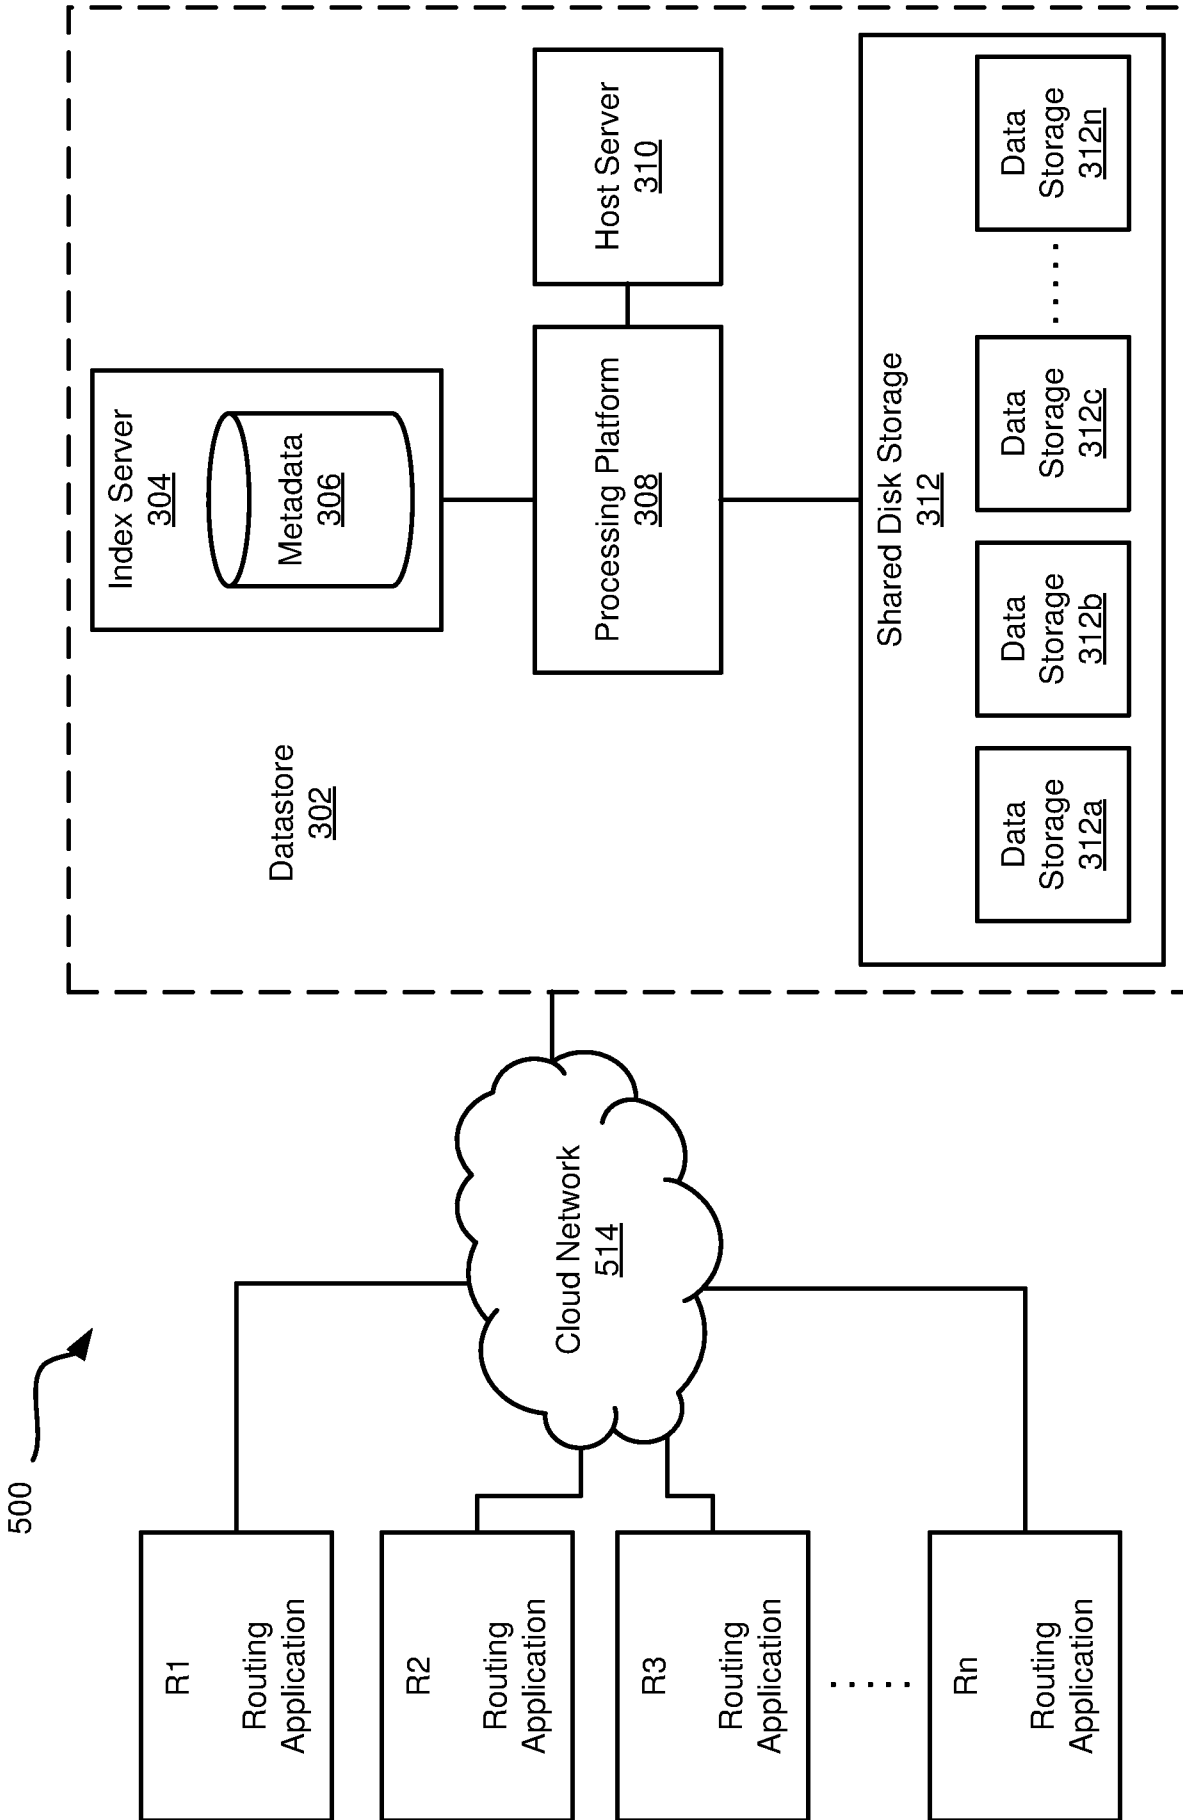 500
R1
Routing
Application
R2
Routing
Application
R3
Routing
Application
.....
Rn
Routing
Application
Cloud Network
514
Datastore
302
Index Server
304
Metadata
306
Processing Platform
308
Host Server
310
Shared Disk Storage
312
Data
Storage
312a
Data
Storage
312b
Data
Storage
312c
.....
Data
Storage
312n